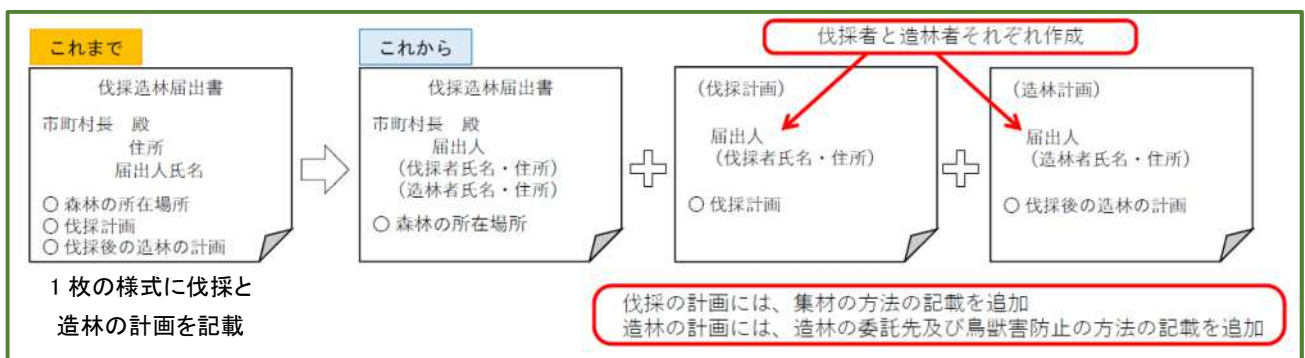 これまで
伐採造林届出書
市町村長 殿
住所
届出人氏名
○ 森林の所在場所
○ 伐採計画
○ 伐採後の造林の計画
1 枚の様式に伐採と
造林の計画を記載
これから
伐採造林届出書
市町村長 殿
届出人
(伐採者氏名・住所)
(造林者氏名・住所)
○ 森林の所在場所
伐採者と造林者それぞれ作成
(伐採計画)
届出人
(伐採者氏名・住所)
○ 伐採計画
(造林計画)
届出人
(造林者氏名・住所)
○ 伐採後の造林の計画
伐採の計画には、集材の方法の記載を追加
造林の計画には、造林の委託先及び鳥獣害防止の方法の記載を追加